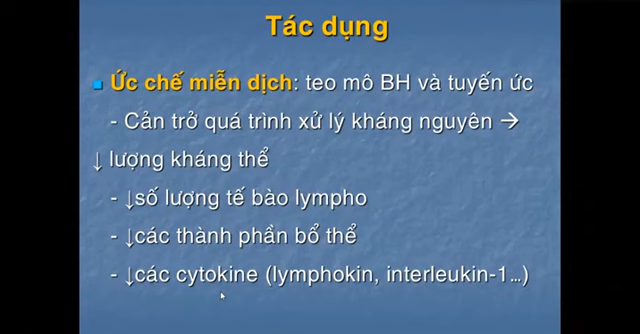 Tác dụng
Ức chế miễn dịch: teo mô BH và tuyến ức
- Cản trở quá trình xử lý kháng nguyên →
↓ lượng kháng thể
- ↓số lượng tế bào lympho
- ↓các thành phần bổ thể
- ↓các cytokine (lymphokin, interleukin-1…)